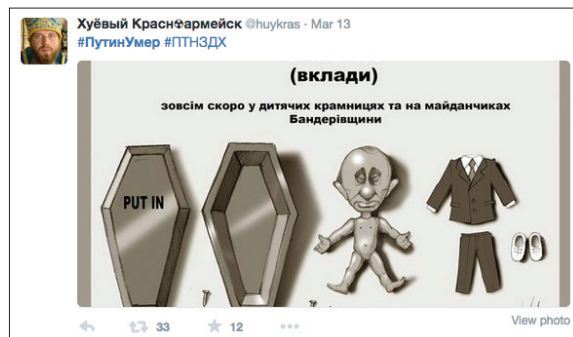 Хуёвый Краснoармейск @huykras · Mar 13
#ПутинУмер #ПТНЗДХ
(вклади)
зовсім скоро у дитячих крамницях та на майданчиках
Бандерівщини
PUT IN
33 12
View photo